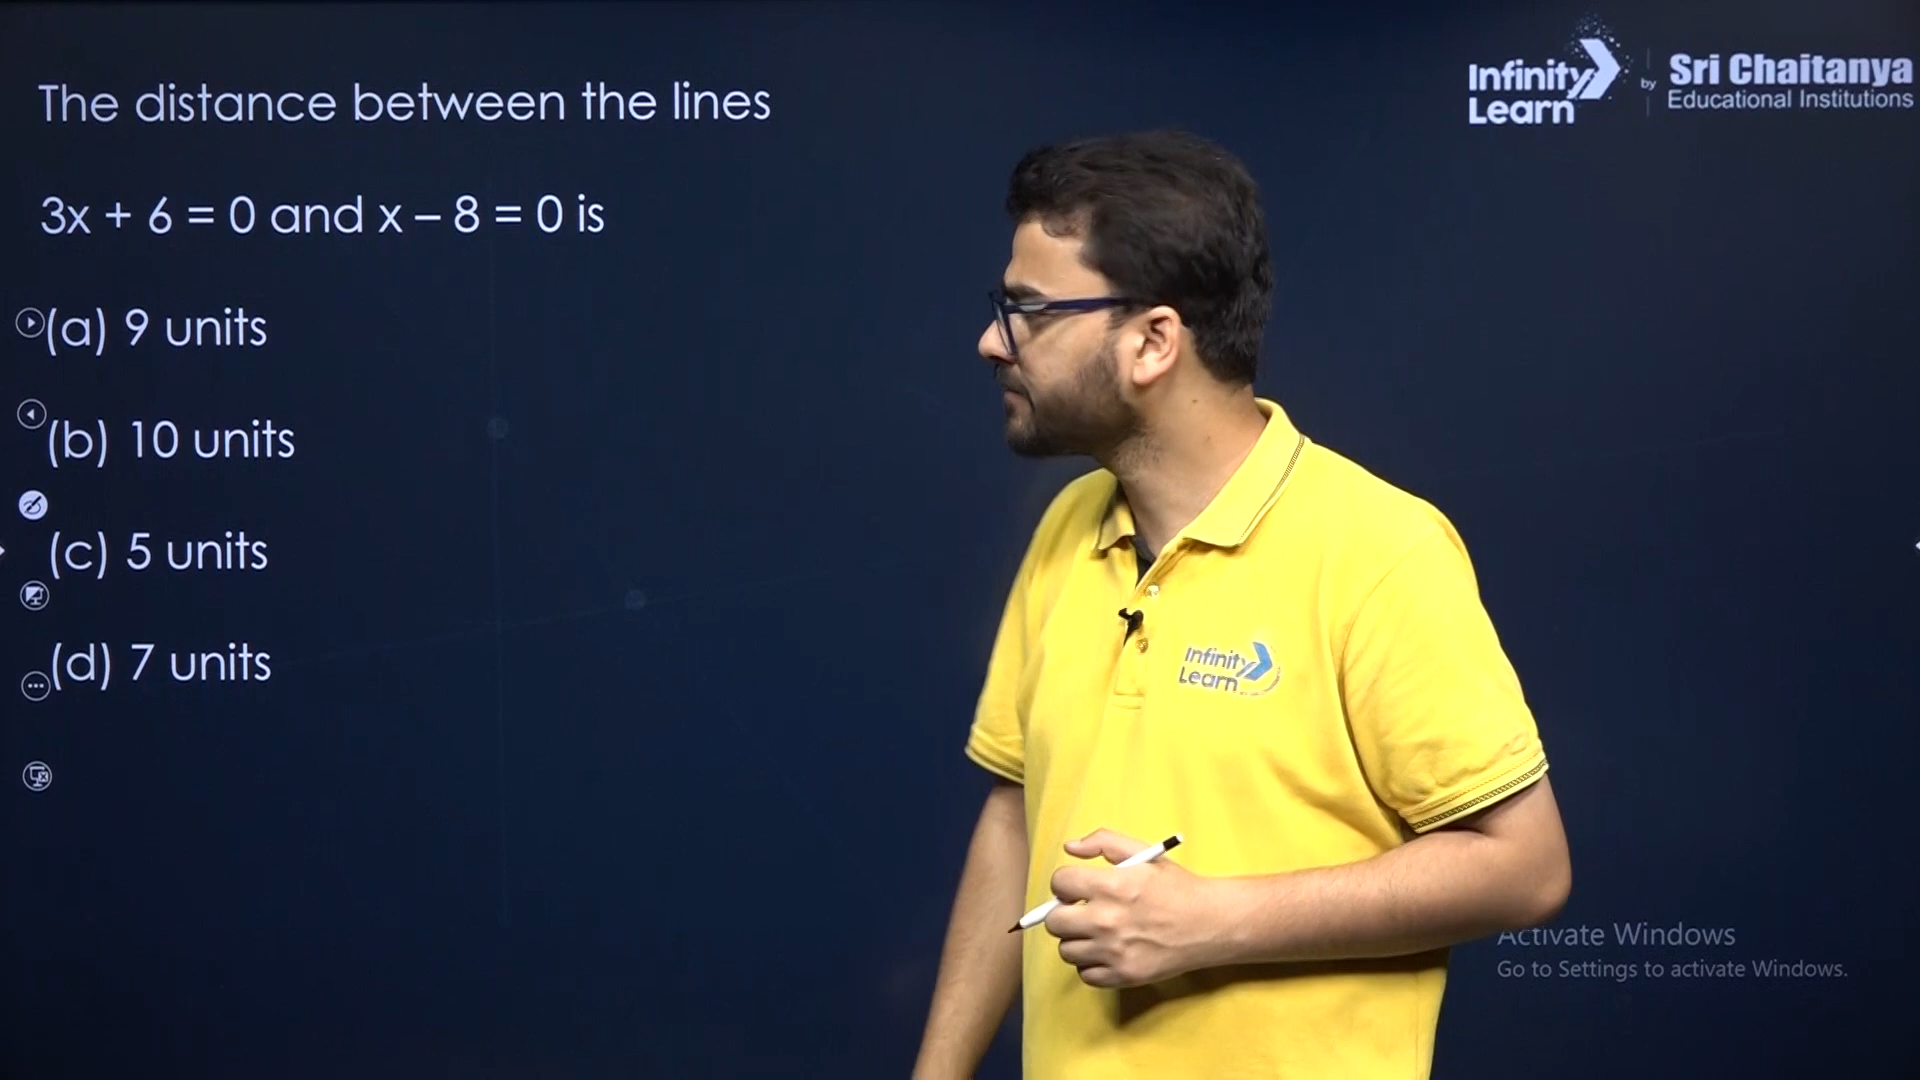 The distance between the lines
3x + 6 = 0 and x – 8 = 0 is
(a) 9 units
(b) 10 units
(c) 5 units
(d) 7 units
Infinity Learn
by
Sri Chaitanya
Educational Institutions
Infinity
Learn
Activate Windows
Go to Settings to activate Windows.